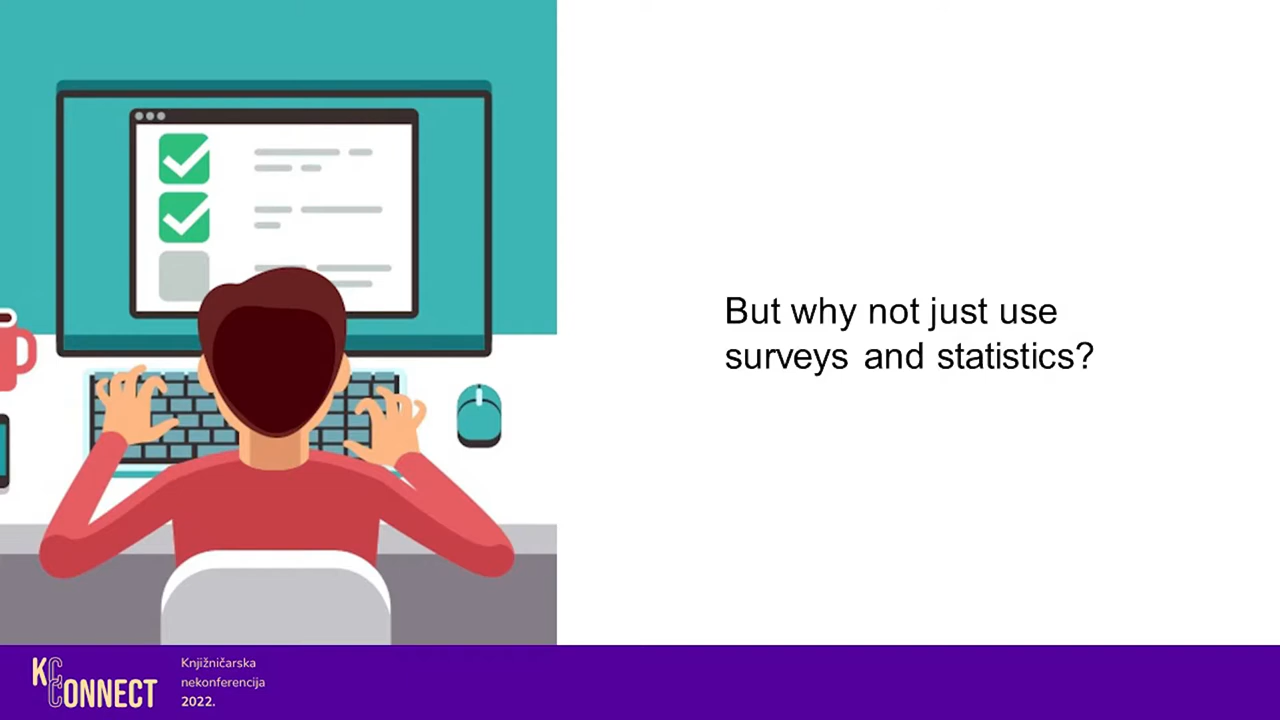 But why not just use
surveys and statistics?
KC CONNECT
Knjižničarska
nekonferencija
2022.